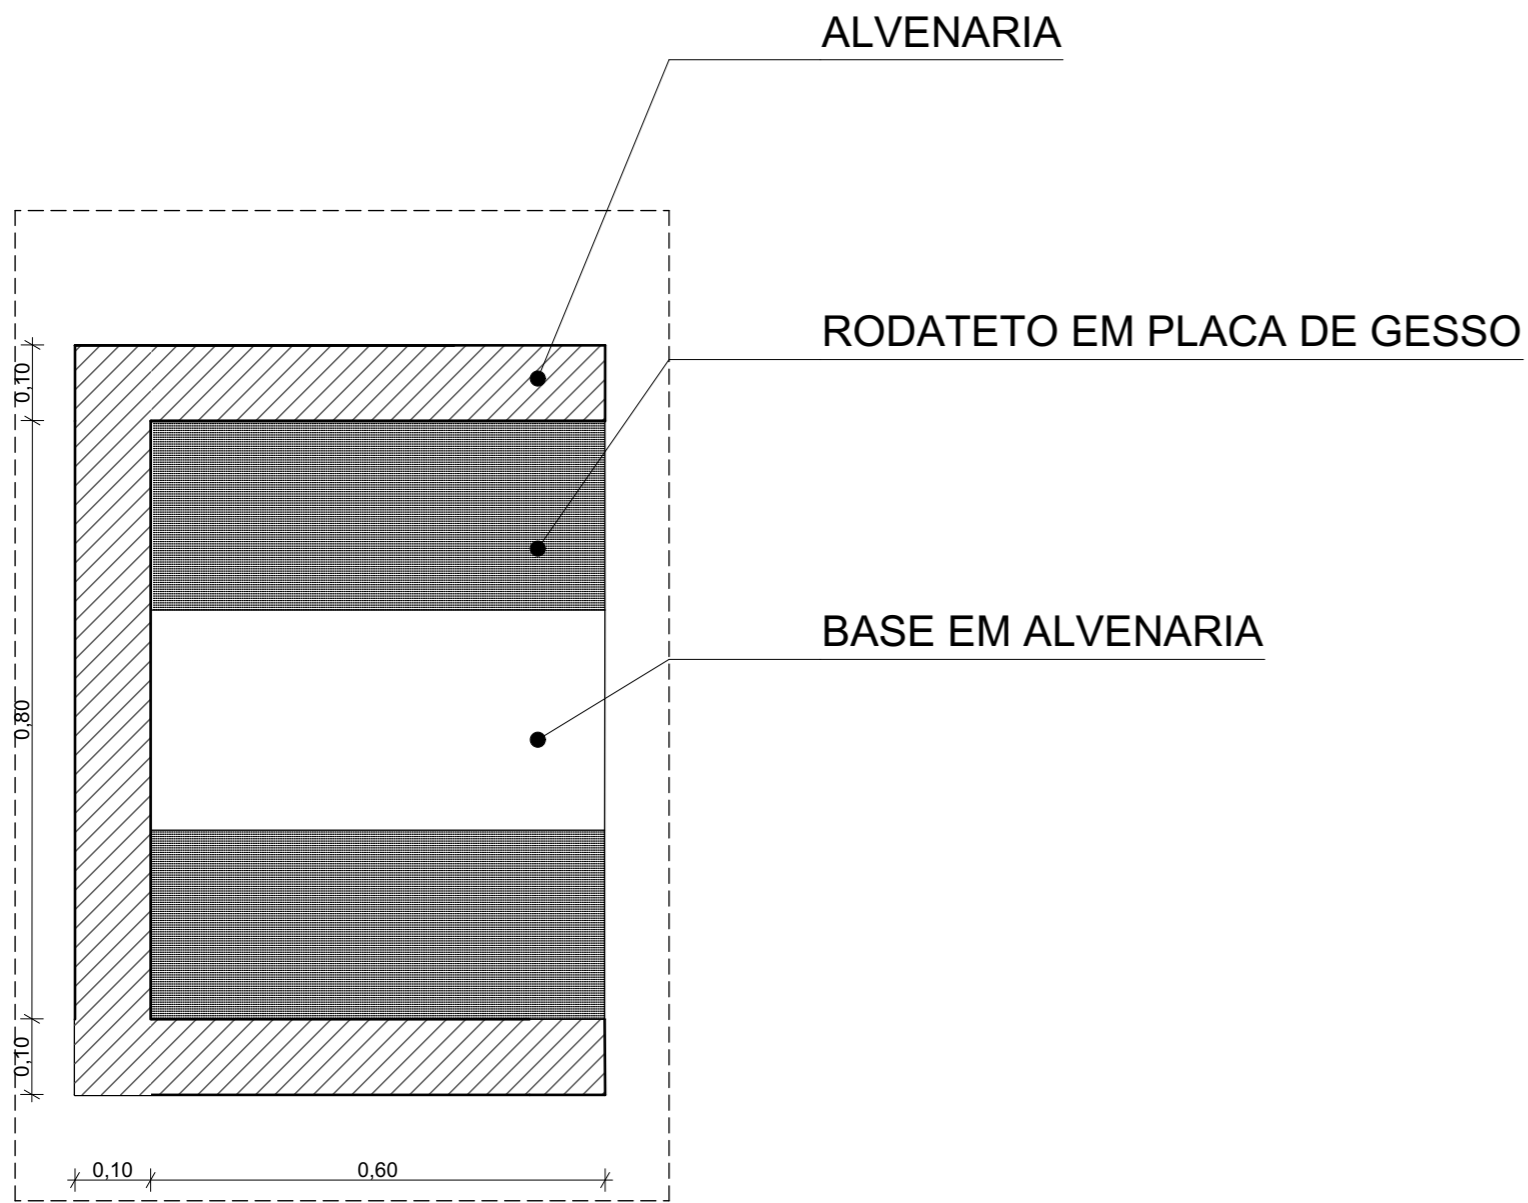 ALVENARIA
RODATETO EM PLACA DE GESSO
0,10
BASE EM ALVENARIA
0,80
0,10
0,10
0,60